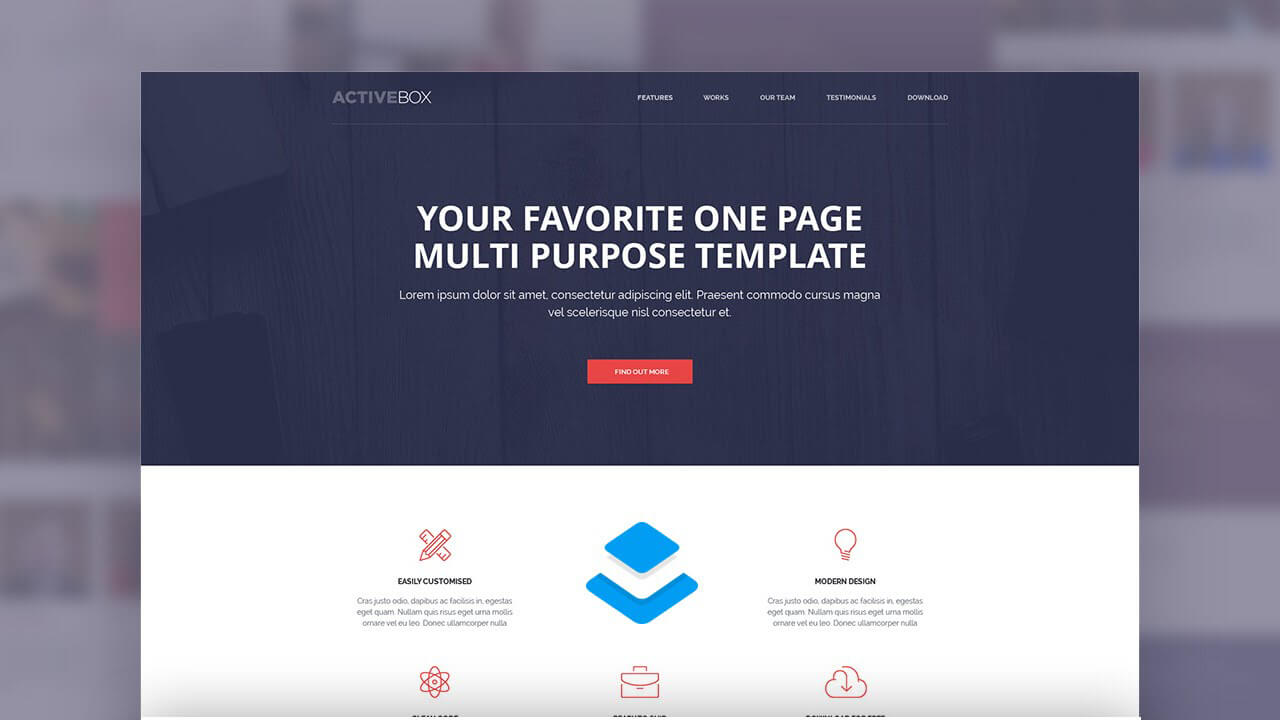 ACTIVEBOX
FEATURES WORKS OUR TEAM TESTIMONIALS DOWNLOAD
YOUR FAVORITE ONE PAGE
MULTI PURPOSE TEMPLATE
Lorem ipsum dolor sit amet, consectetur adipiscing elit. Praesent commodo cursus magna
vel scelerisque nisl consectetur et.
FIND OUT MORE
EASILY CUSTOMISED
Cras justo odio, dapibus ac facilisis in, egestas
eget quam. Nullam quis risus eget urna mollis
ornare vel eu leo. Donec ullamcorper nulla
MODERN DESIGN
Cras justo odio, dapibus ac facilisis in, egestas
eget quam. Nullam quis risus eget urna mollis
ornare vel eu leo. Donec ullamcorper nulla